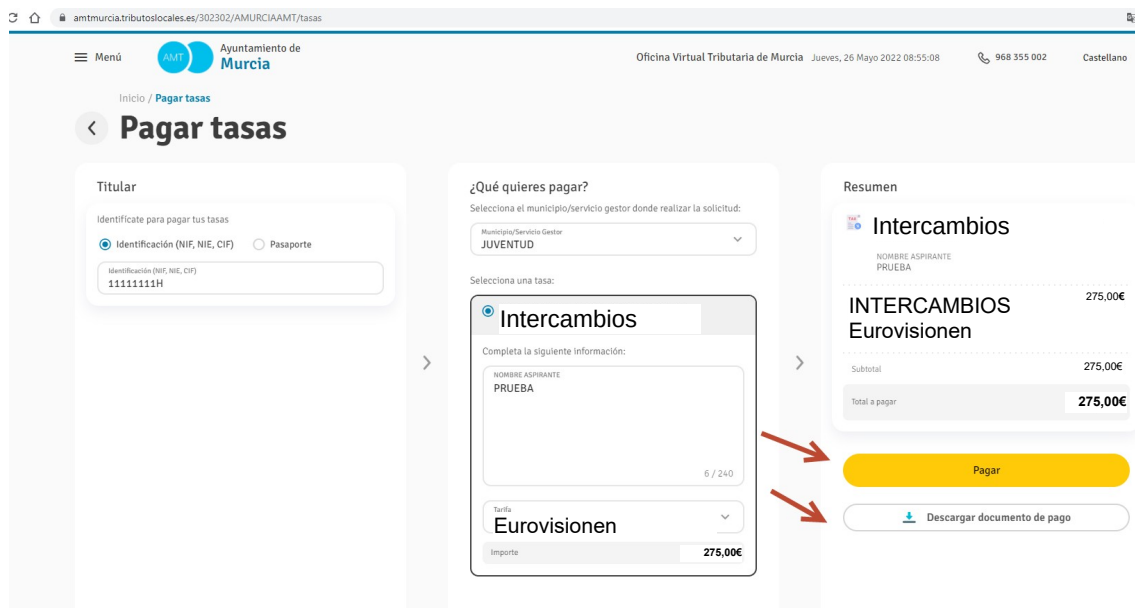 amtmurcia.tributoslocales.es/302302/AMURCIAAMT/tasas
Menú
AMT
Ayuntamiento de
Murcia
Oficina Virtual Tributaria de Murcia Jueves, 26 Mayo 2022 08:55:08
968 355 002
Castellano
Inicio / Pagar tasas
Pagar tasas
Titular
Identifícate para pagar tus tasas
Identificación (NIF, NIE, CIF)
Pasaporte
Identificación (NIF, NIE, CIF)
11111111H
¿Qué quieres pagar?
Selecciona el municipio/servicio gestor donde realizar la solicitud:
Municipio/Servicio Gestor
JUVENTUD
Selecciona una tasa:
Intercambios
Completa la siguiente información:
NOMBRE ASPIRANTE
PRUEBA
6 / 240
Tarifa
Eurovisionen
Importe
275,00€
Resumen
Intercambios
NOMBRE ASPIRANTE
PRUEBA
INTERCAMBIOS 275,00€
Eurovisionen
Subtotal 275,00€
Total a pagar 275,00€
Pagar
Descargar documento de pago